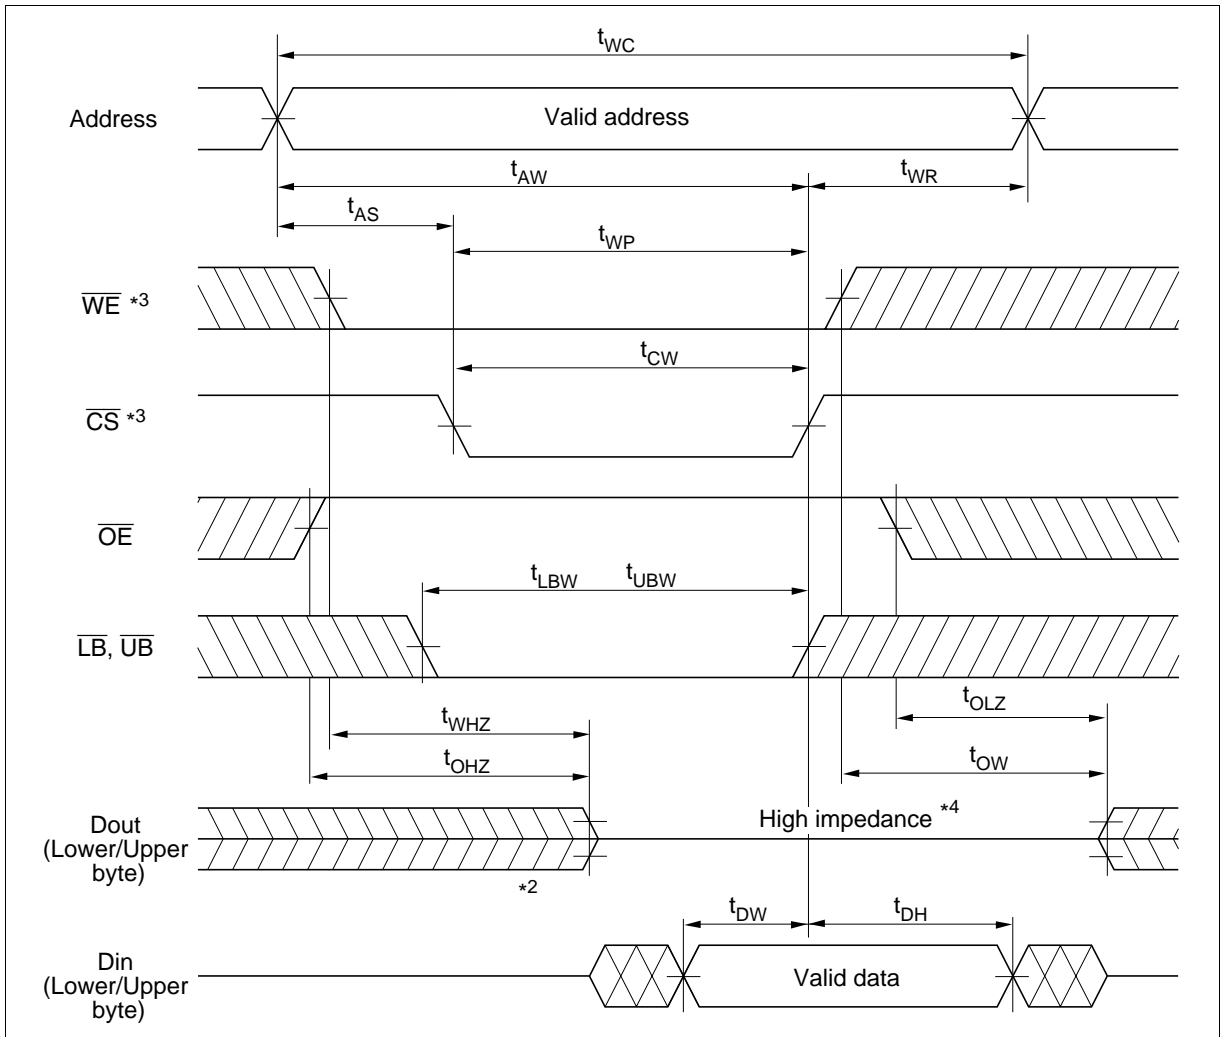 tWC
Address
Valid address
tAW
tWR
tAS
tWP
WE *3
tCW
CS *3
OE
tLBW tUBW
LB, UB
tOLZ
tWHZ
tOW
tOHZ
High impedance *4
Dout
(Lower/Upper
byte)
*2
tDW
tDH
Din
(Lower/Upper
byte)
Valid data